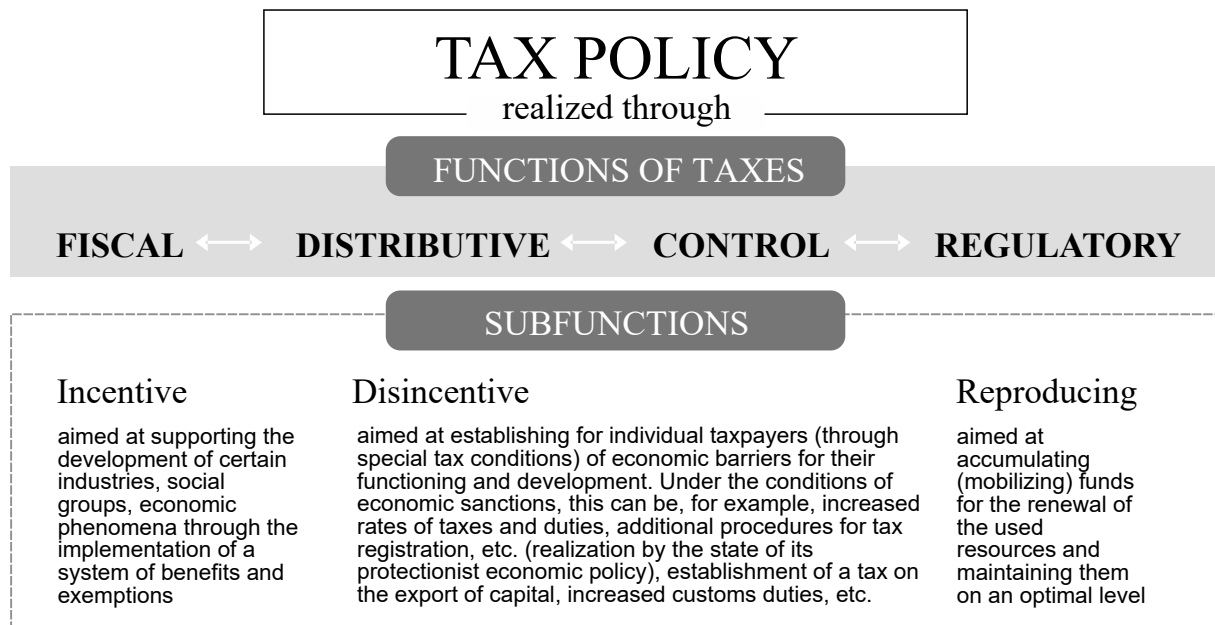 TAX POLICY
realized through
FUNCTIONS OF TAXES
FISCAL DISTRIBUTIVE CONTROL REGULATORY
SUBFUNCTIONS
Incentive
aimed at supporting the
development of certain
industries, social
groups, economic
phenomena through the
implementation of a
system of benefits and
exemptions
Disincentive
aimed at establishing for individual taxpayers (through
special tax conditions) of economic barriers for their
functioning and development. Under the conditions of
economic sanctions, this can be, for example, increased
rates of taxes and duties, additional procedures for tax
registration, etc. (realization by the state of its
protectionist economic policy), establishment of a tax on
the export of capital, increased customs duties, etc.
Reproducing
aimed at
accumulating
(mobilizing) funds
for the renewal of
the used
resources and
maintaining them
on an optimal level